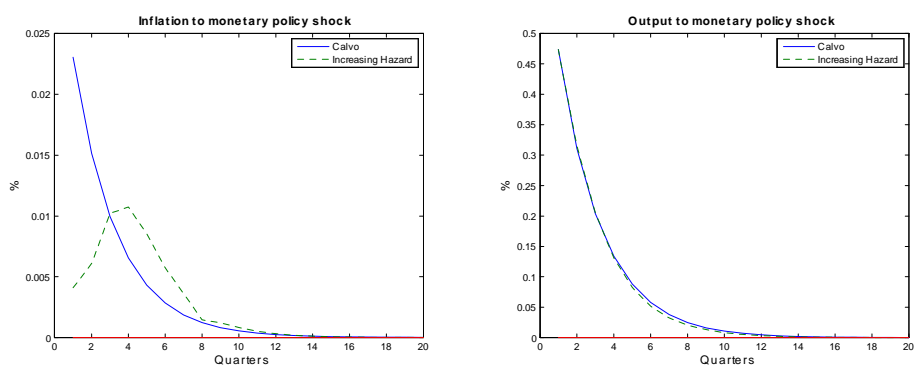 Inflation to monetary policy shock
0.025
0.02
0.015
0.01
0.005
0
%
0 2 4 6 8 10 12 14 16 18 20
Quarters
Calvo
Increasing Hazard
Output to monetary policy shock
0.5
0.45
0.4
0.35
0.3
0.25
0.2
0.15
0.1
0.05
0
%
0 2 4 6 8 10 12 14 16 18 20
Quarters
Calvo
Increasing Hazard